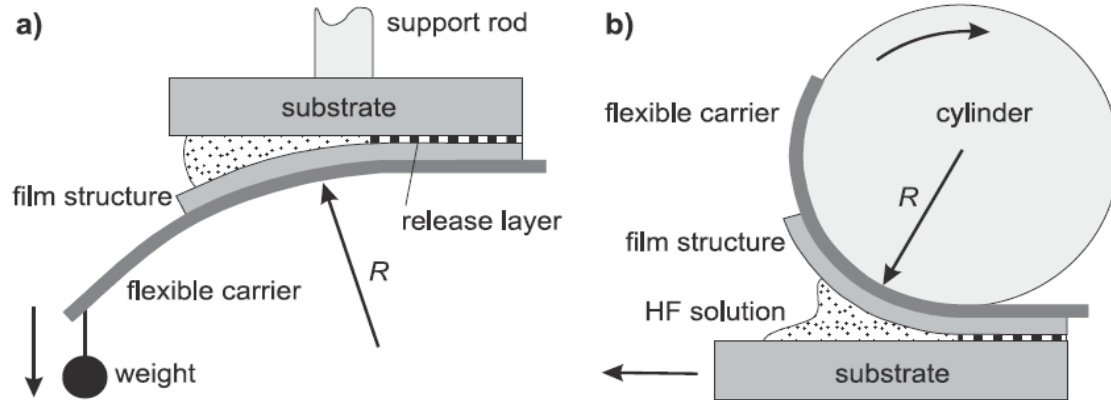 a)
support rod
substrate
film structure
release layer
R
flexible carrier
weight
b)
flexible carrier
cylinder
R
film structure
HF solution
substrate